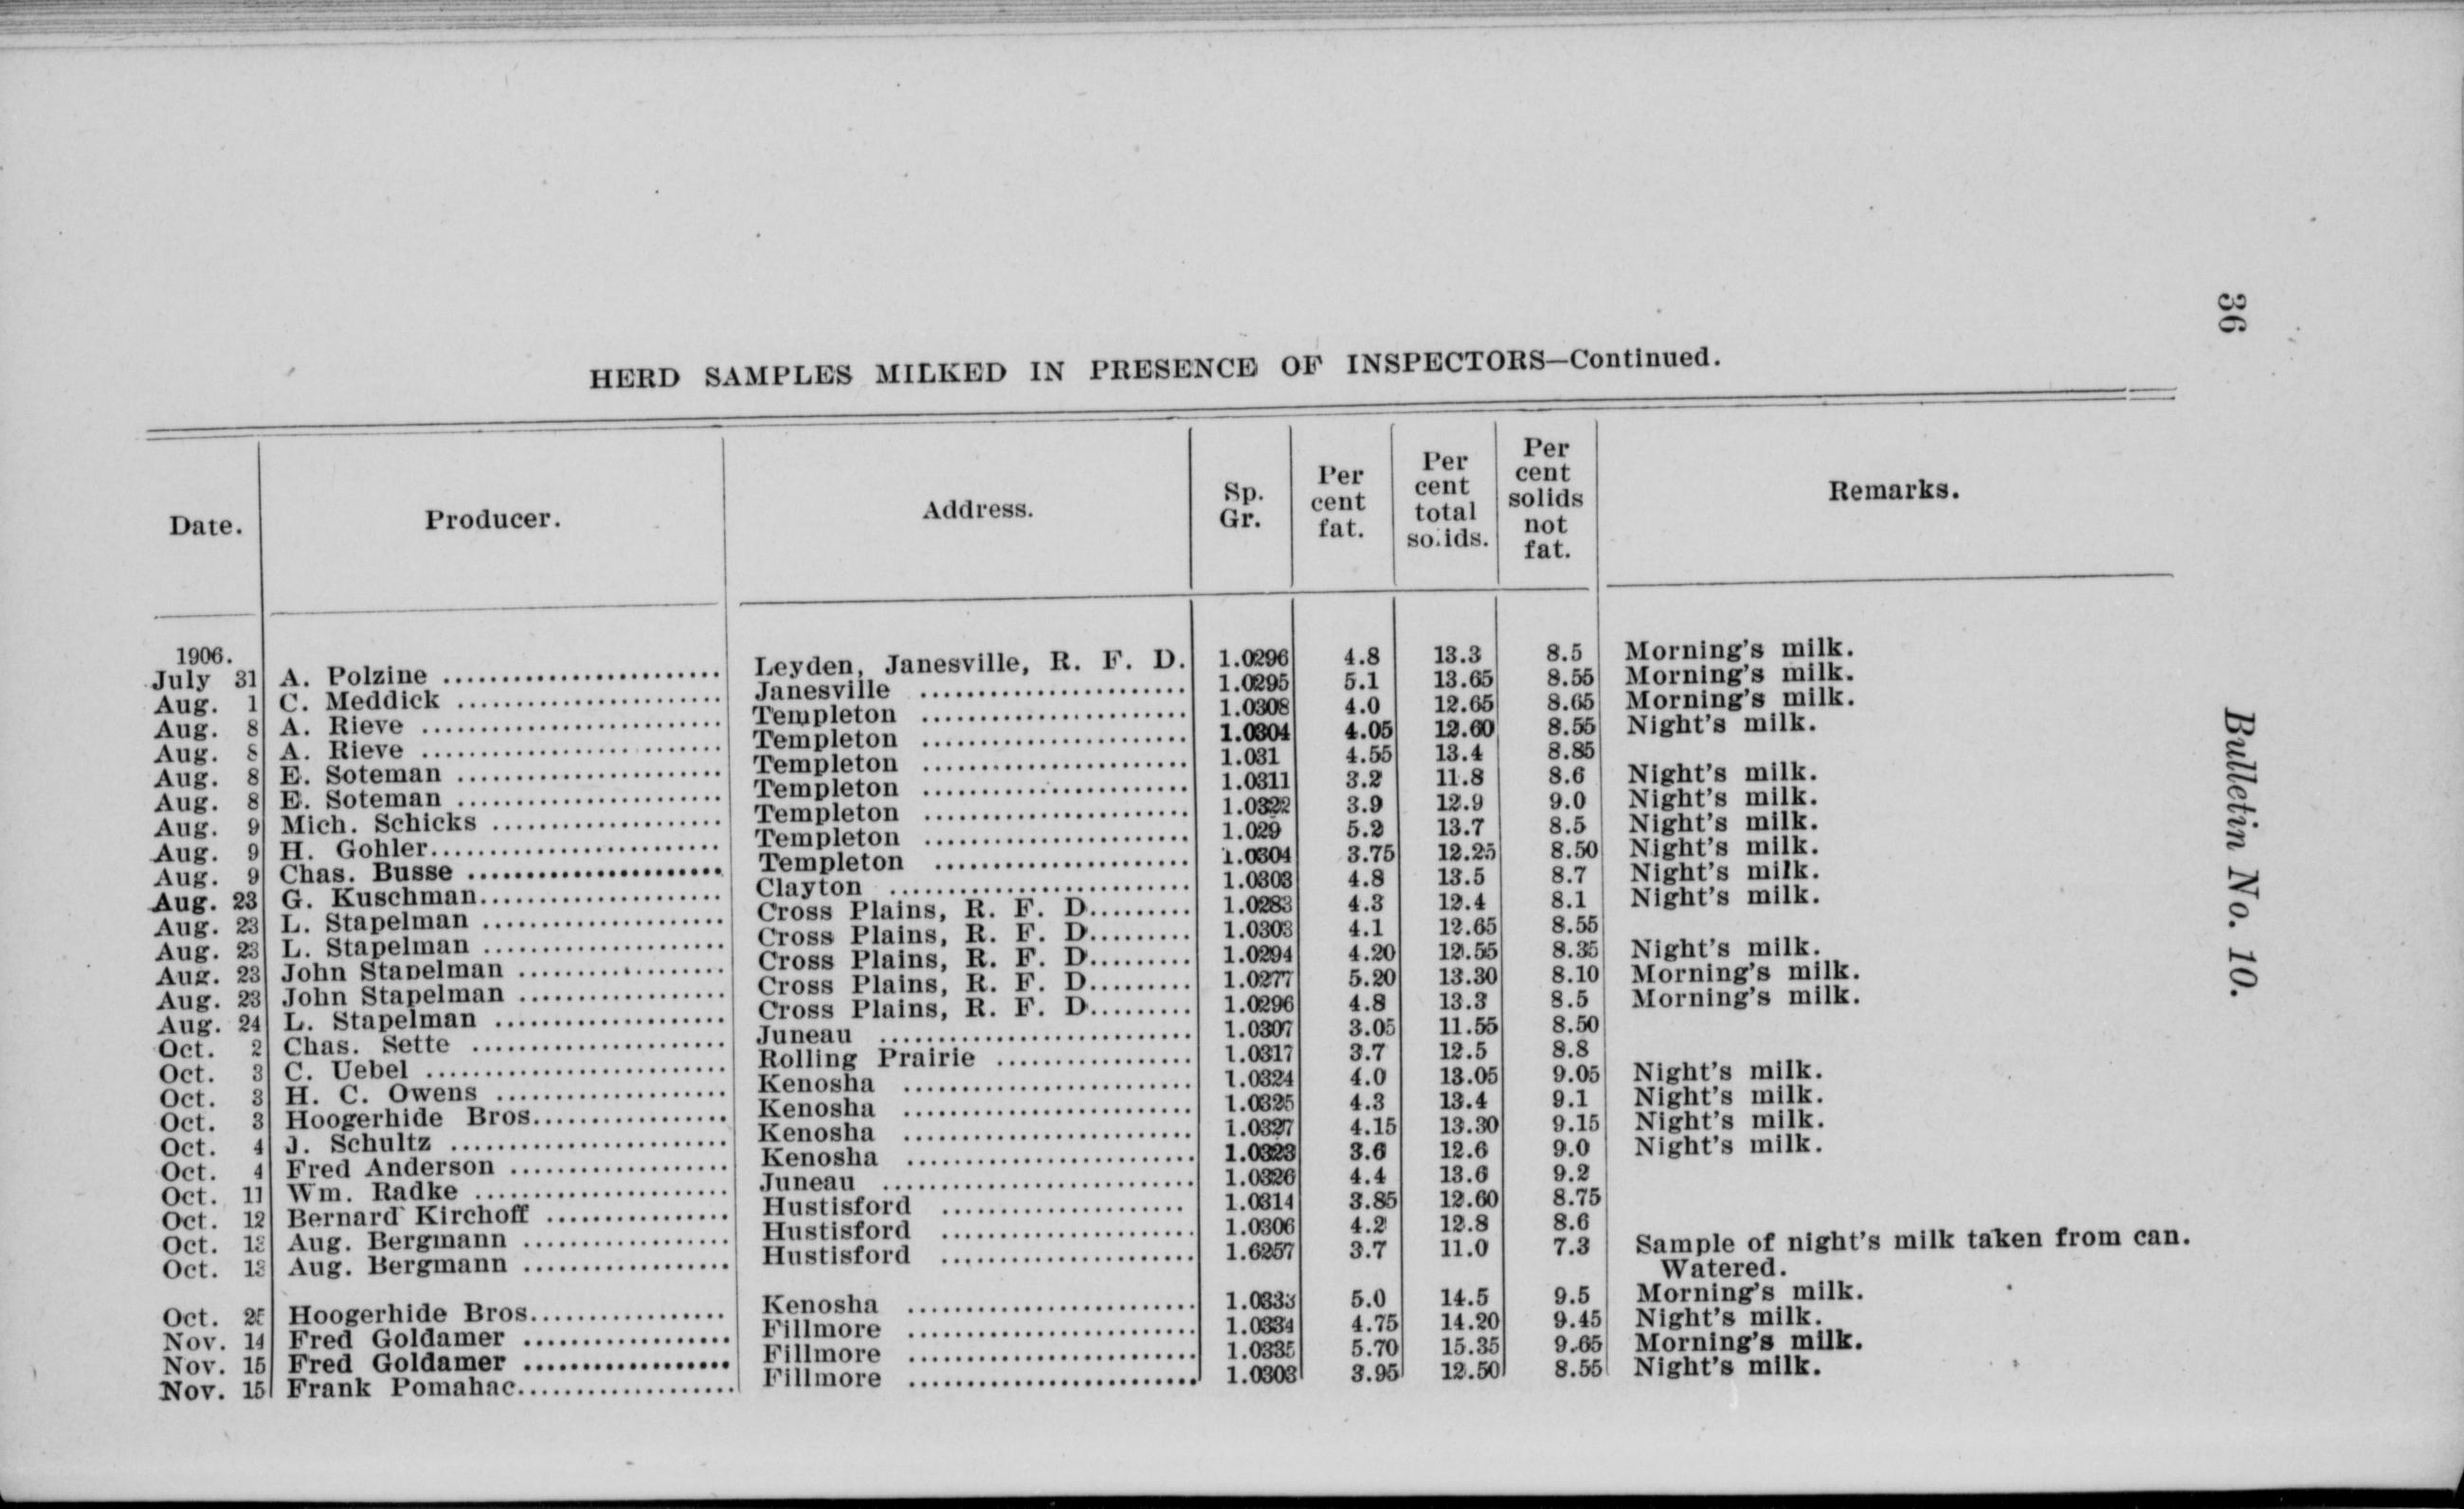 36
Bulletin No. 10.
HERD SAMPLES MILKED IN PRESENCE OF INSPECTORS—Continued.
Date. Producer. Address. Sp. Gr. Per cent fat. Per cent total solids. Per cent solids not fat. Remarks.
1906.
July 31 A. Polzine ........ Leyden, Janesville, R. F. D. 1.0296 4.8 13.3 8.5 Morning's milk.
Aug. 1 C. Meddick ........ Janesville ........ 1.0295 5.1 13.65 8.55 Morning's milk.
Aug. 8 A. Rieve ........ Templeton ........ 1.0308 4.0 12.65 8.65 Morning's milk.
Aug. 8 A. Rieve ........ Templeton ........ 1.0304 4.05 12.60 8.55 Night's milk.
Aug. 8 E. Soteman ........ Templeton ........ 1.031 4.55 13.4 8.85
Aug. 8 E. Soteman ........ Templeton ........ 1.0311 3.2 11.8 8.6 Night's milk.
Aug. 9 Mich. Schicks ........ Templeton ........ 1.0322 3.9 12.9 9.0 Night's milk.
Aug. 9 H. Gohler........ Templeton ........ 1.029 5.2 13.7 8.5 Night's milk.
Aug. 9 Chas. Busse ........ Templeton ........ 1.0304 3.75 12.25 8.50 Night's milk.
Aug. 23 G. Kuschman........ Clayton ........ 1.0303 4.8 13.5 8.7 Night's milk.
Aug. 23 L. Stapelman ........ Cross Plains, R. F. D........ 1.0283 4.3 12.4 8.1 Night's milk.
Aug. 23 L. Stapelman ........ Cross Plains, R. F. D........ 1.0303 4.1 12.65 8.55
Aug. 23 John Stapelman ........ Cross Plains, R. F. D........ 1.0294 4.20 12.55 8.35 Night's milk.
Aug. 23 John Stapelman ........ Cross Plains, R. F. D........ 1.0277 5.20 13.30 8.10 Morning's milk.
Aug. 24 L. Stapelman ........ Cross Plains, R. F. D........ 1.0296 4.8 13.3 8.5 Morning's milk.
Oct. 2 Chas. Sette ........ Juneau ........ 1.0307 3.05 11.55 8.50
Oct. 3 C. Uebel ........ Rolling Prairie ........ 1.0317 3.7 12.5 8.8
Oct. 3 H. C. Owens ........ Kenosha ........ 1.0324 4.0 13.05 9.05 Night's milk.
Oct. 3 Hoogerhide Bros........ Kenosha ........ 1.0325 4.3 13.4 9.1 Night's milk.
Oct. 4 J. Schultz ........ Kenosha ........ 1.0327 4.15 13.30 9.15 Night's milk.
Oct. 4 Fred Anderson ........ Kenosha ........ 1.0323 3.6 12.6 9.0 Night's milk.
Oct. 11 Wm. Radke ........ Juneau ........ 1.0326 4.4 13.6 9.2
Oct. 12 Bernard Kirchoff ........ Hustisford ........ 1.0314 3.85 12.60 8.75
Oct. 13 Aug. Bergmann ........ Hustisford ........ 1.0306 4.2 12.8 8.6
Oct. 13 Aug. Bergmann ........ Hustisford ........ 1.6257 3.7 11.0 7.3 Sample of night's milk taken from can.
Watered.
Oct. 25 Hoogerhide Bros........ Kenosha ........ 1.0333 5.0 14.5 9.5 Morning's milk.
Nov. 14 Fred Goldamer ........ Fillmore ........ 1.0334 4.75 14.20 9.45 Night's milk.
Nov. 15 Fred Goldamer ........ Fillmore ........ 1.0335 5.70 15.35 9.65 Morning's milk.
Nov. 15 Frank Pomahac........ Fillmore ........ 1.0303 3.95 12.50 8.55 Night's milk.